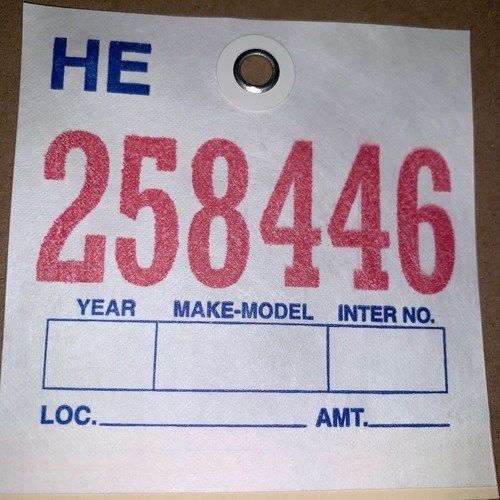 HE
258446
YEAR MAKE-MODEL INTER NO.
LOC. AMT.